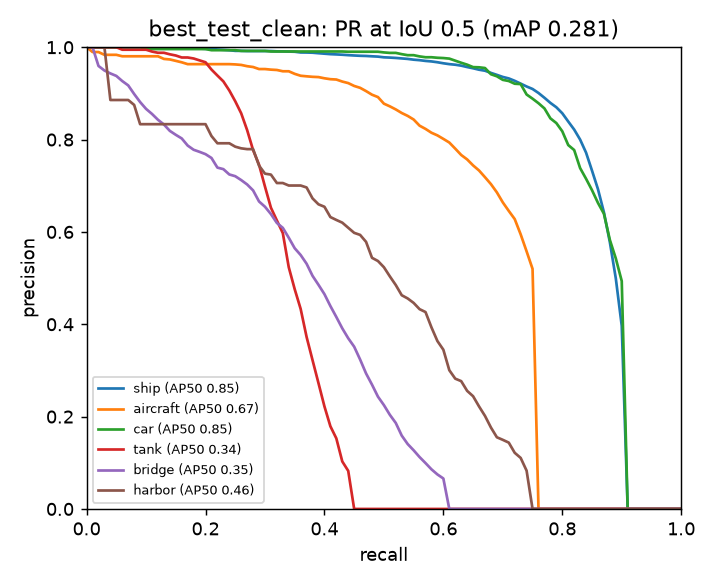 best_test_clean: PR at IoU 0.5 (mAP 0.281)
1.0
0.8
0.6
0.4
0.2
0.0
precision
ship (AP50 0.85)
aircraft (AP50 0.67)
car (AP50 0.85)
tank (AP50 0.34)
bridge (AP50 0.35)
harbor (AP50 0.46)
0.0 0.2 0.4 0.6 0.8 1.0
recall